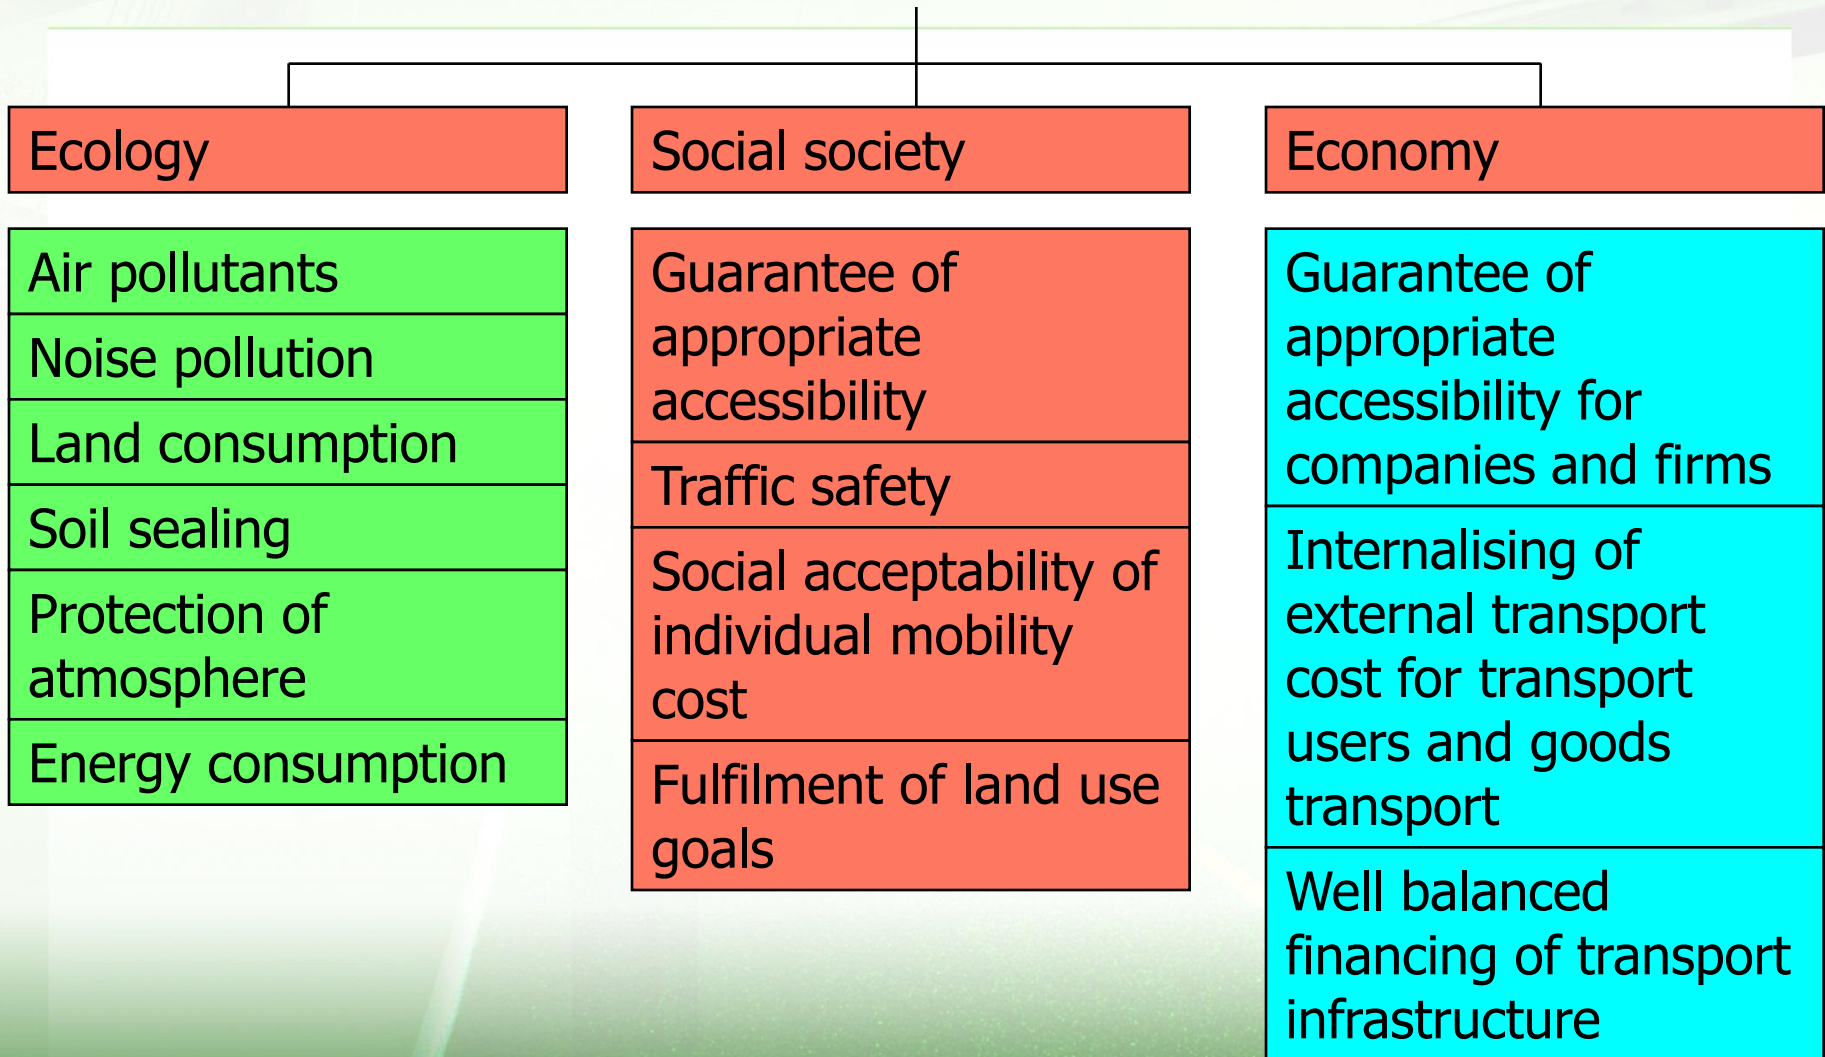 Ecology
Air pollutants
Noise pollution
Land consumption
Soil sealing
Protection of
atmosphere
Energy consumption
Social society
Guarantee of
appropriate
accessibility
Traffic safety
Social acceptability of
individual mobility
cost
Fulfilment of land use
goals
Economy
Guarantee of
appropriate
accessibility for
companies and firms
Internalising of
external transport
cost for transport
users and goods
transport
Well balanced
financing of transport
infrastructure